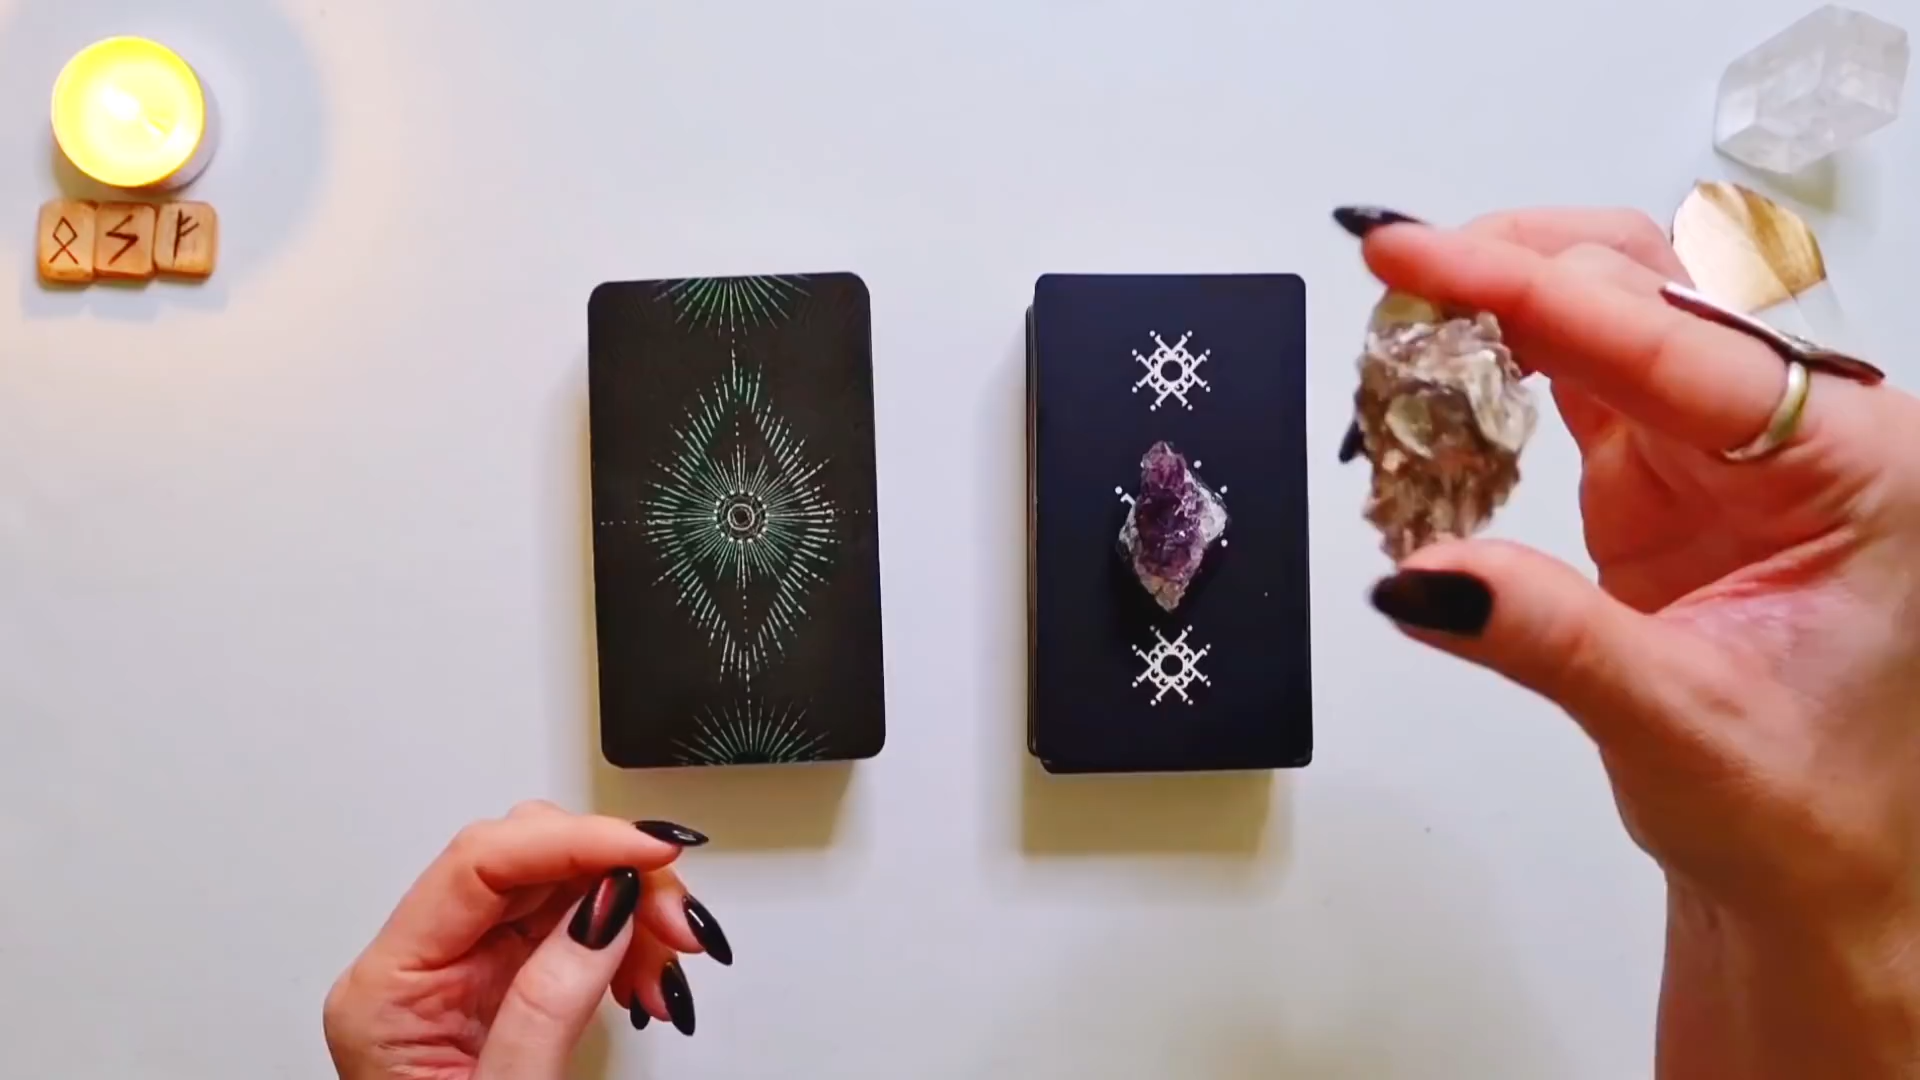 ᛟ ᛊ ᚠ